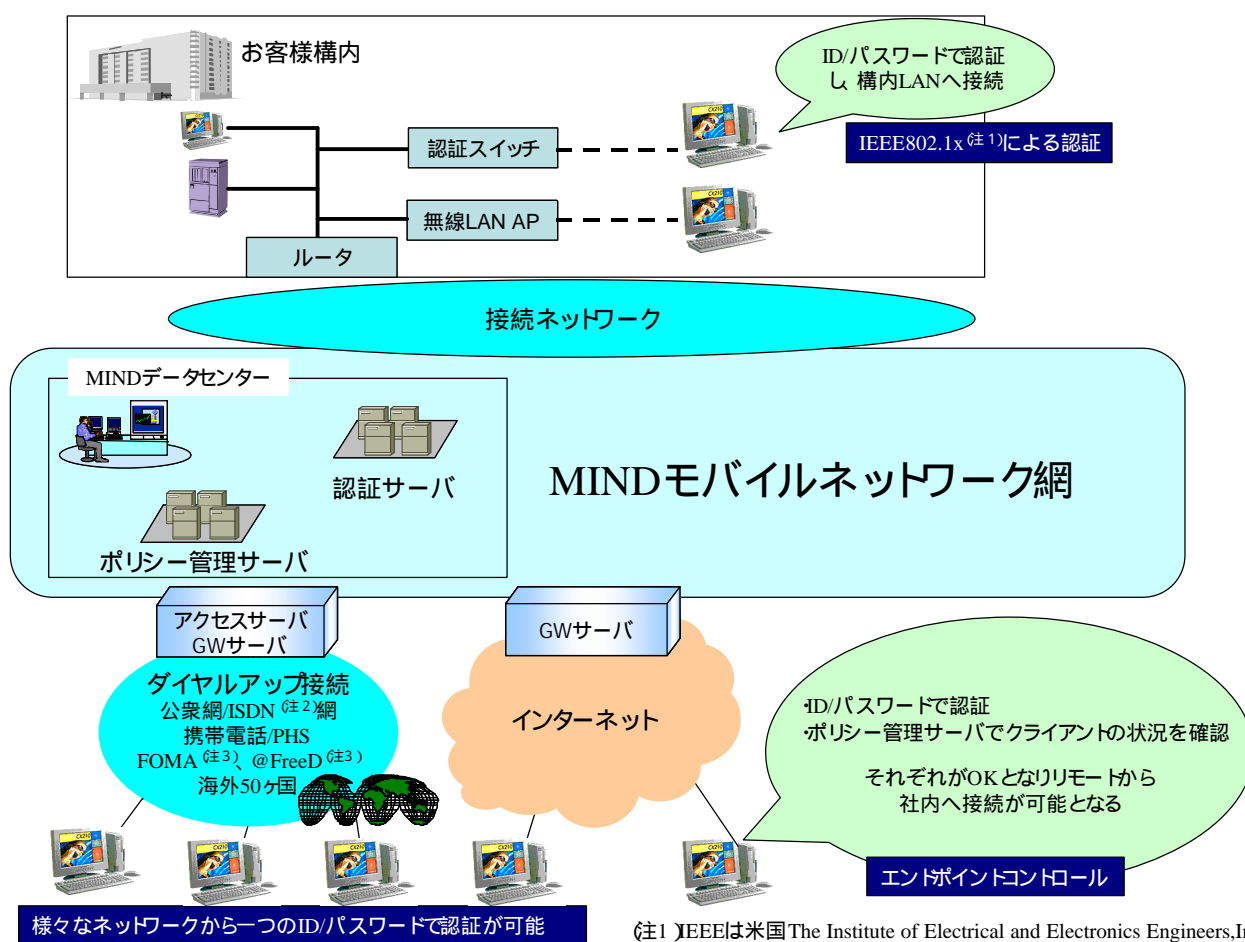 お客様構内
ID/パスワードで認証
し、構内LANへ接続
IEEE802.1x(注1)による認証
認証スイッチ
無線LAN AP
ルータ
接続ネットワーク
MINDデータセンター
認証サーバ
ポリシー管理サーバ
MINDモバイルネットワーク網
アクセスサーバ
GWサーバ
GWサーバ
ダイヤルアップ接続
公衆網/ISDN(注2)網
携帯電話/PHS
FOMA(注3)、@FreeD(注3)
海外50ヶ国
インターネット
・ID/パスワードで認証
・ポリシー管理サーバでクライアントの状況を確認
それぞれがOKとなりリモートから
社内へ接続が可能となる
エンドポイントコントロール
様々なネットワークから一つのID/パスワードで認証が可能
(注1)IEEEは米国The Institute of Electrical and Electronics Engineers,In